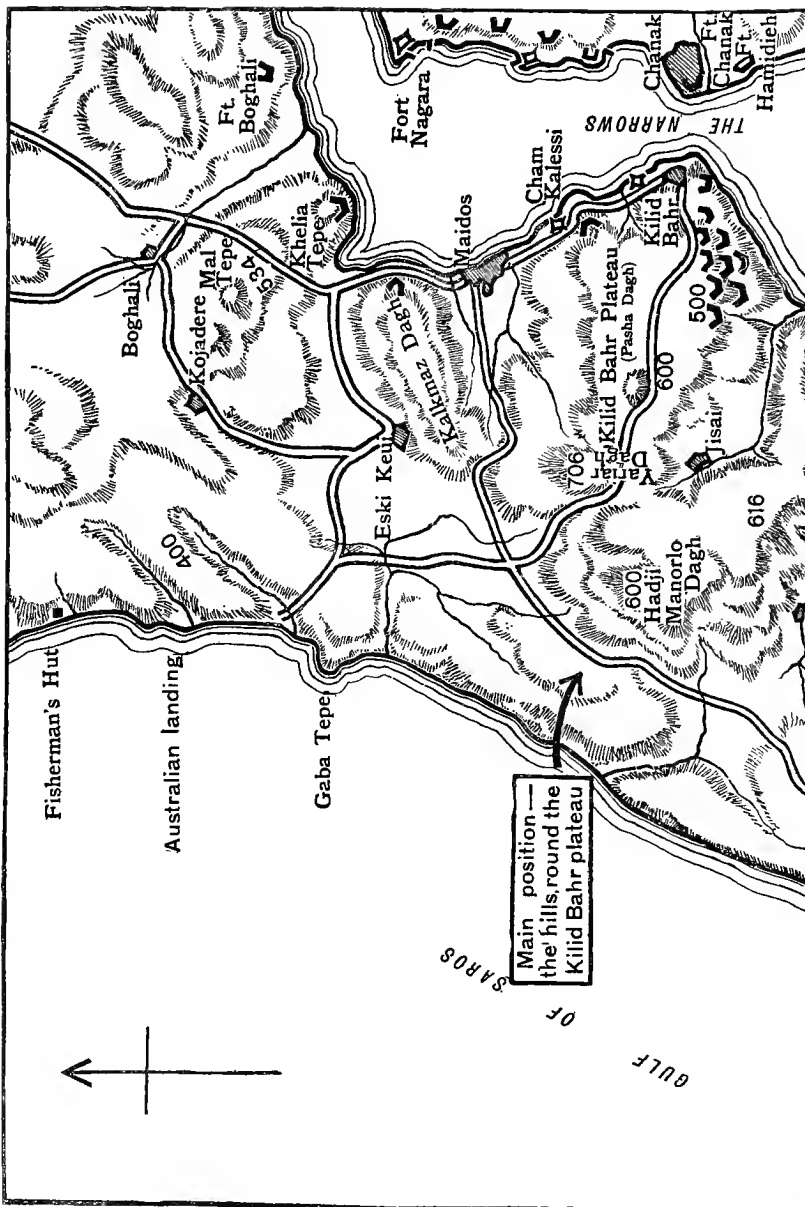 Fisherman's Hut
Australian landing
Gaba Tepe
400
Boghali
Kojadere
Mal
Tepe
534
Khelia
Tepe
Ft.
Boghali
Eski Keui
Kalkmaz Dagh
Maidos
Fort
Nagara
Cham
Kalessi
THE NARROWS
Chanak
Ft.
Chanak
Ft.
Hamidieh
Kilid
Bahr
Kilid Bahr Plateau
(Pasha Dagh)
706
Yariar
Dagh
600
500
Jisai
616
600
Hadji
Manorlo
Dagh
Main position—
the hills, round the
Kilid Bahr plateau
GULF OF SAROS